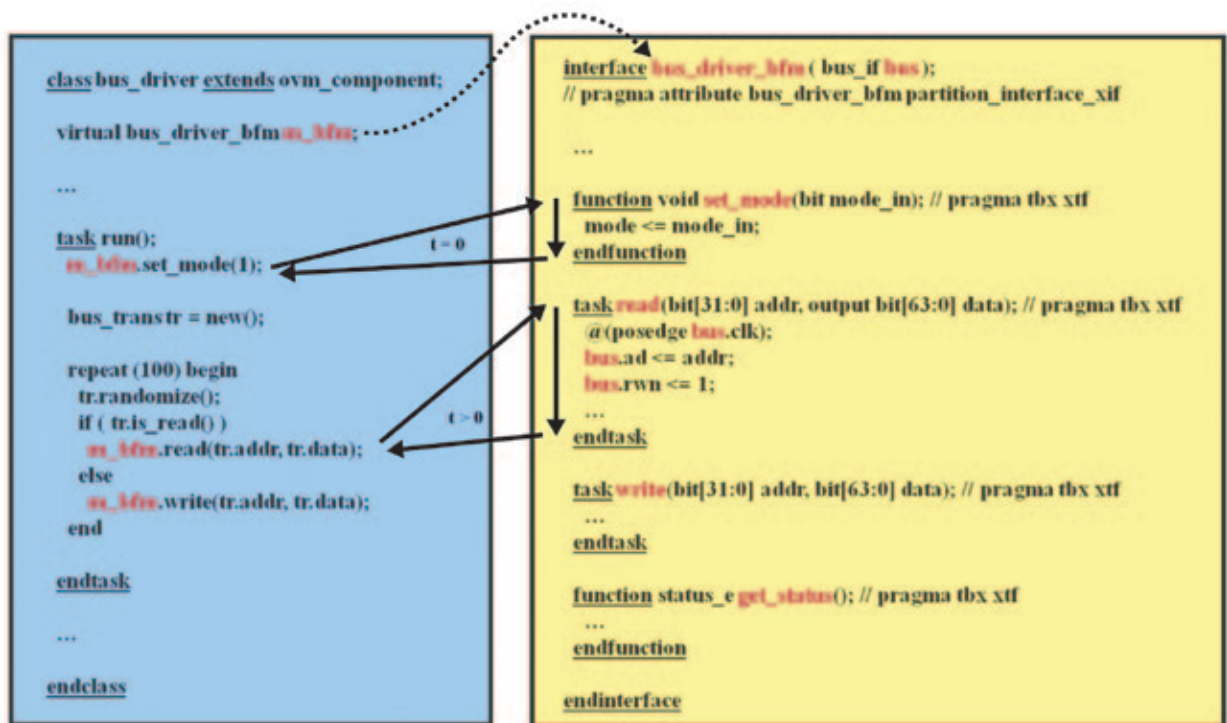 class bus_driver extends ovm_component;
virtual bus_driver_bfm m_bfm;
...
task run();
m_bfm.set_mode(1);
bus_trans tr = new();
repeat (100) begin
tr.randomize();
if ( tr.is_read() )
m_bfm.read(tr.addr, tr.data);
else
m_bfm.write(tr.addr, tr.data);
end
endtask
...
endclass
t = 0
t > 0
interface bus_driver_bfm ( bus_if bus);
// pragma attribute bus_driver_bfm partition_interface_xif
...
function void set_mode(bit mode_in); // pragma tbx xtf
mode <= mode_in;
endfunction
task read(bit[31:0] addr, output bit[63:0] data); // pragma tbx xtf
@(posedge bus.clk);
bus.ad <= addr;
bus.rwn <= 1;
...
endtask
task write(bit[31:0] addr, bit[63:0] data); // pragma tbx xtf
...
endtask
function status_e get_status(); // pragma tbx xtf
...
endfunction
endinterface